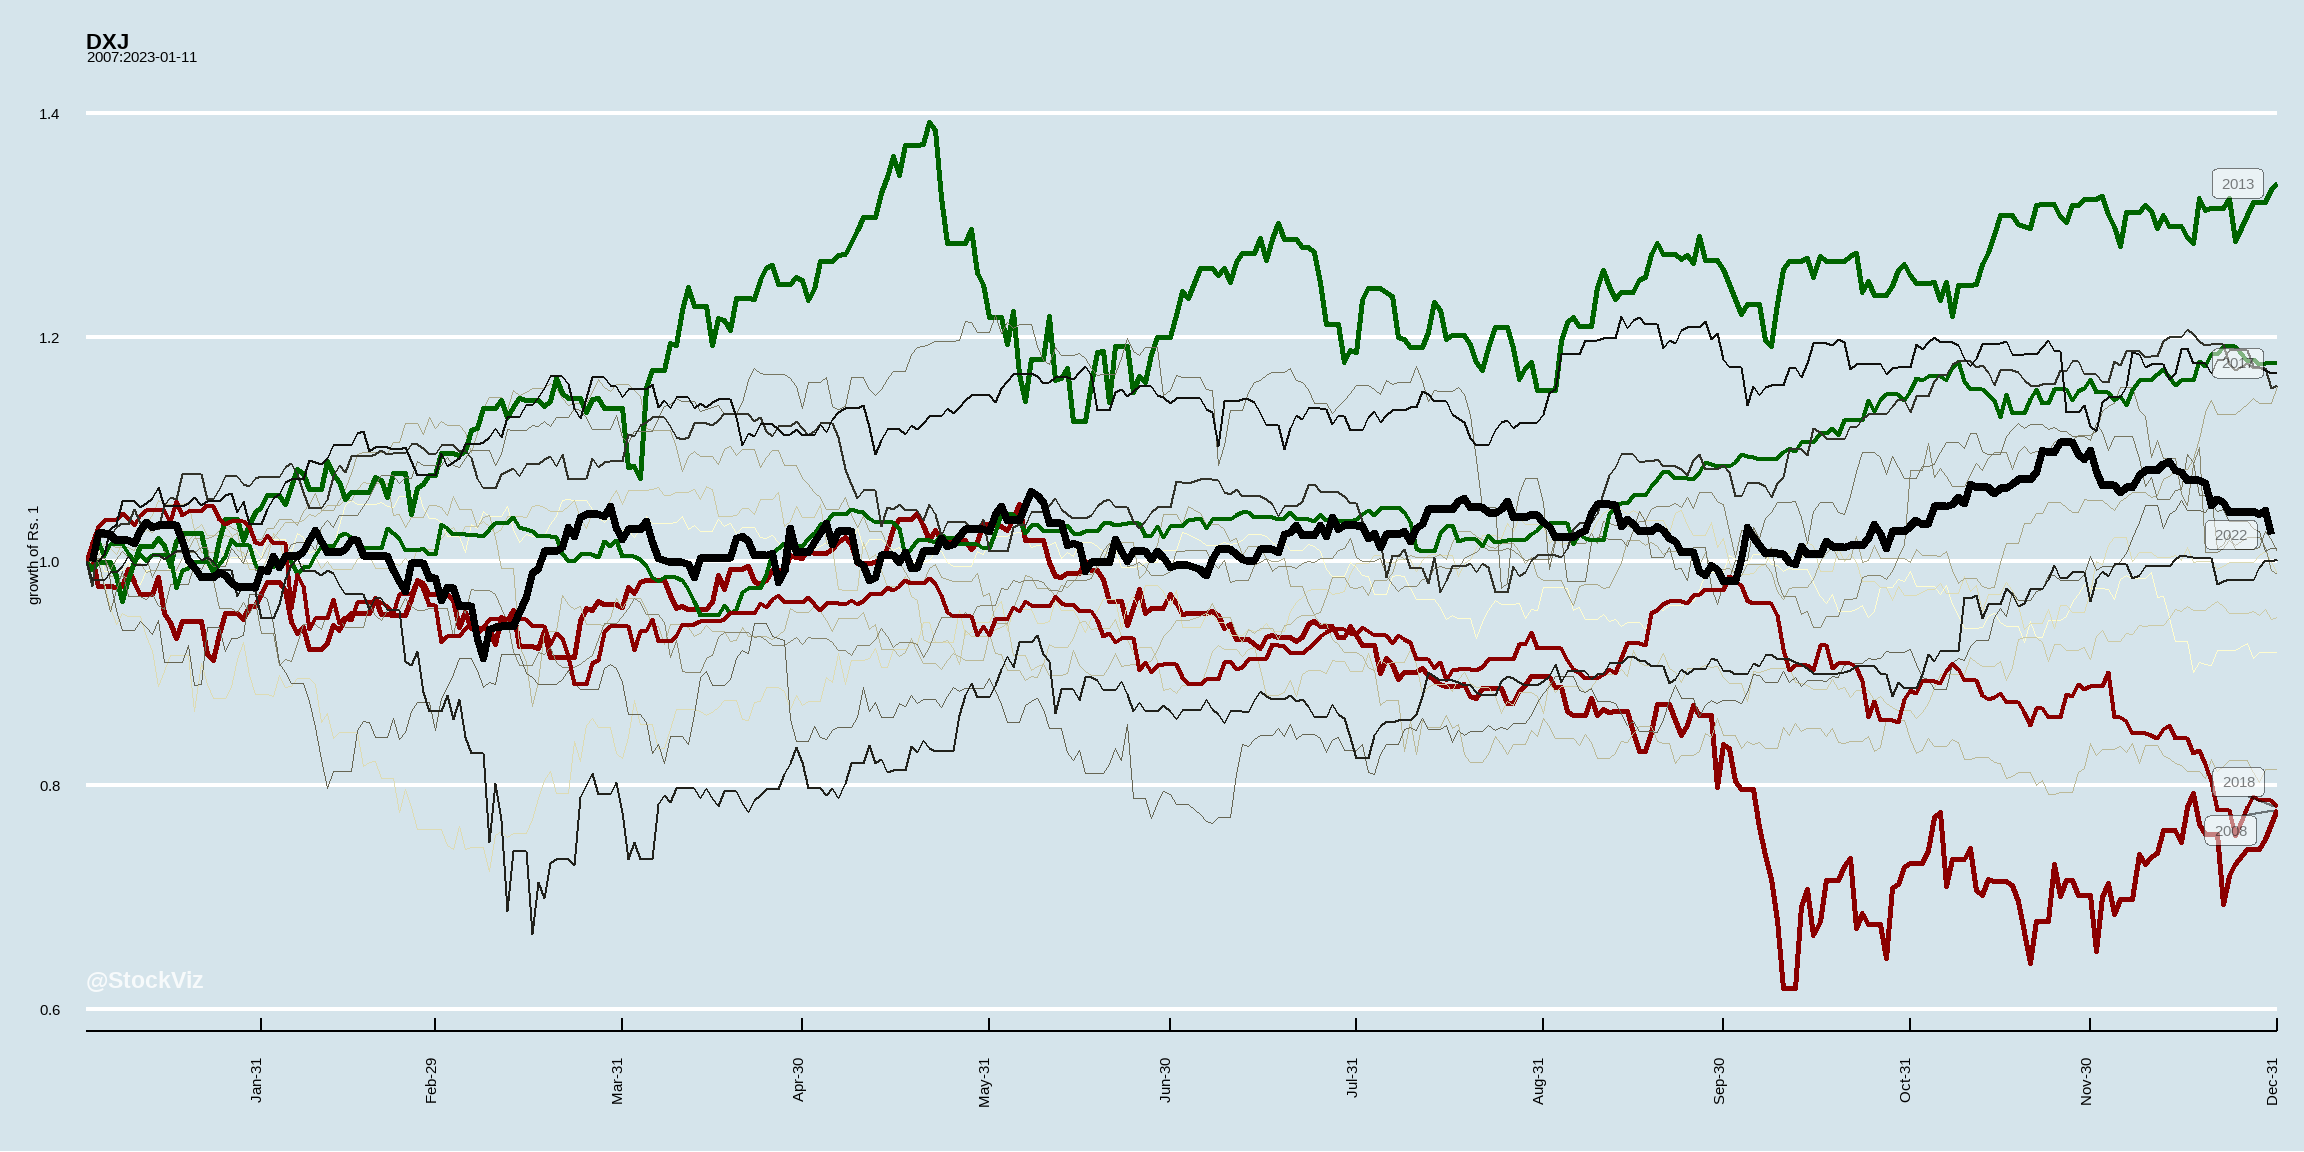 DXJ
2007:2023-01-11
1.4
1.2
1.0
0.8
0.6
growth of Rs. 1
2013
2017
2022
2018
2008
@StockViz
Jan-31
Feb-29
Mar-31
Apr-30
May-31
Jun-30
Jul-31
Aug-31
Sep-30
Oct-31
Nov-30
Dec-31